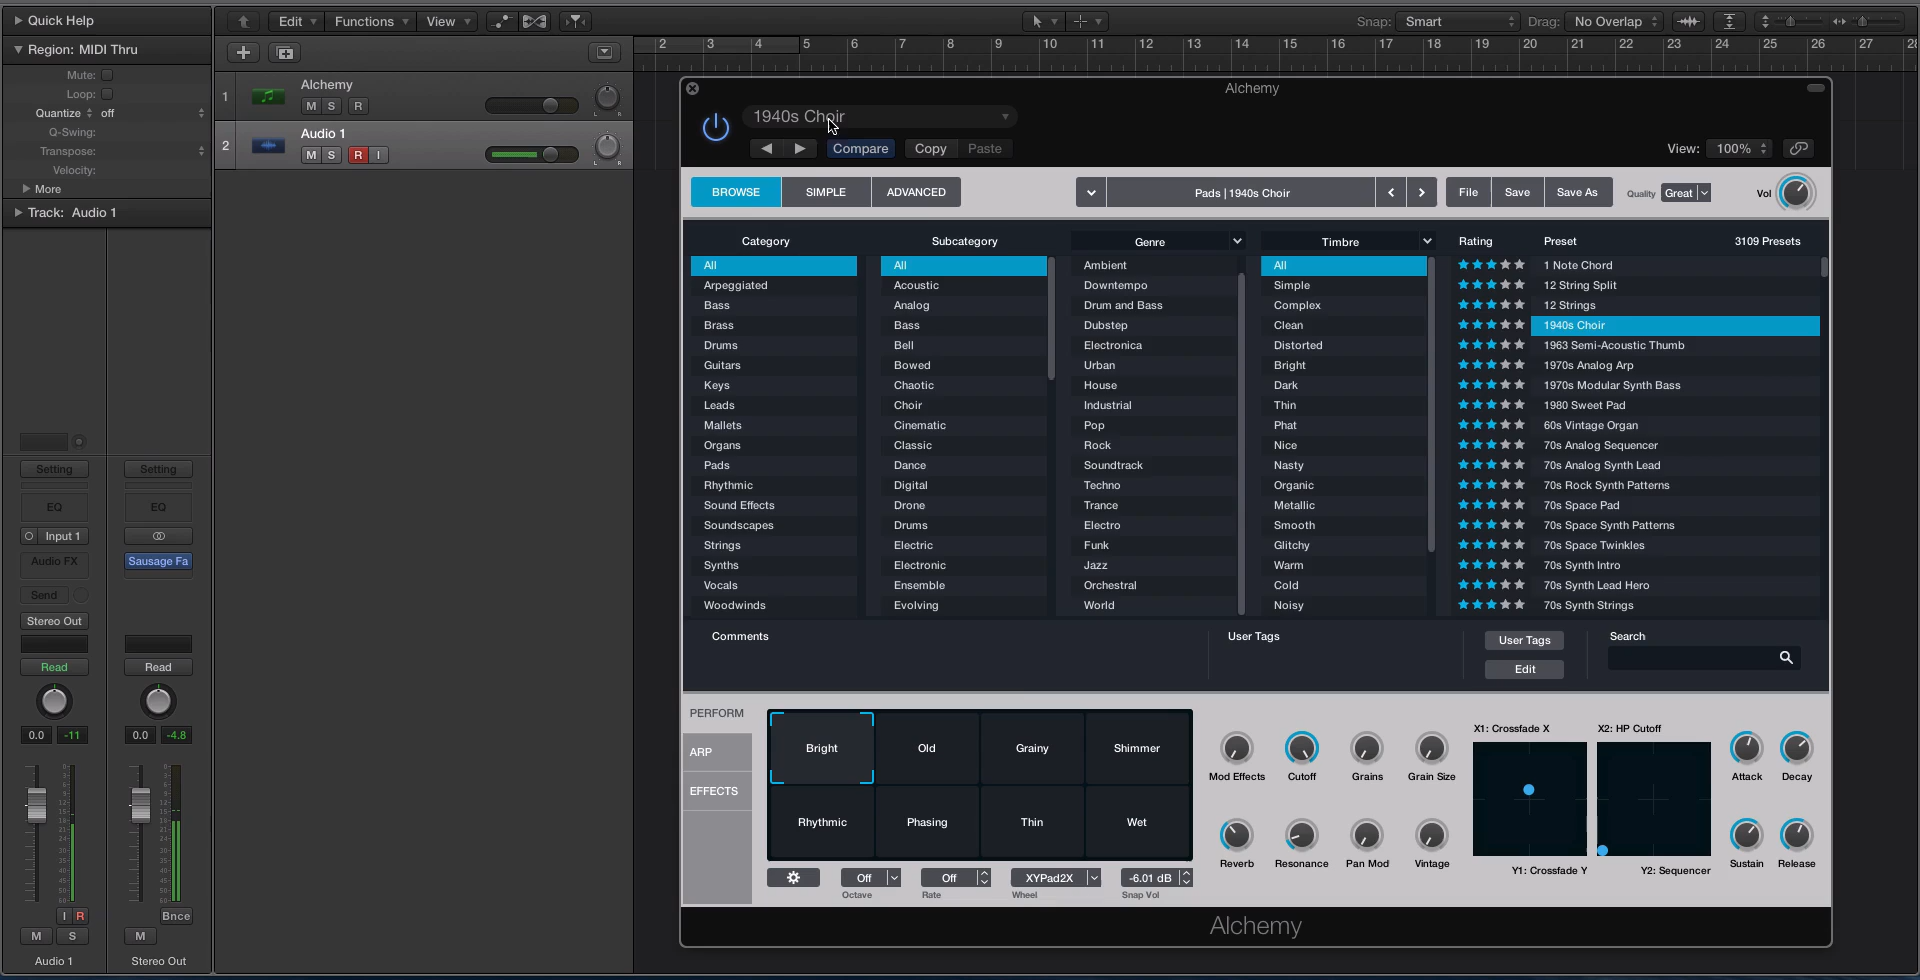 Quick Help
Edit
Functions
View
Snap: Smart
Drag: No Overlap
Region: MIDI Thru
2 3 4 5 6 7 8 9 10 11 12 13 14 15 16 17 18 19 20 21 22 23 24 25 26 27
Mute:
Loop:
Quantize off
Q-Swing:
Transpose:
Velocity:
More
Track: Audio 1
1
Alchemy
M S R
L R
2
Audio 1
M S R I
L R
Setting
Setting
EQ
EQ
Input 1
Audio FX
Sausage Fa
Send
Stereo Out
Read
Read
0.0 -11
0.0 -4.8
I R
Bnce
M S
M
Audio 1
Stereo Out
Alchemy
1940s Choir
Compare
Copy
Paste
View: 100%
BROWSE
SIMPLE
ADVANCED
Pads | 1940s Choir
File
Save
Save As
Quality Great
Vol
Category
All
Arpeggiated
Bass
Brass
Drums
Guitars
Keys
Leads
Mallets
Organs
Pads
Rhythmic
Sound Effects
Soundscapes
Strings
Synths
Vocals
Woodwinds
Subcategory
All
Acoustic
Analog
Bass
Bell
Bowed
Chaotic
Choir
Cinematic
Classic
Dance
Digital
Drone
Drums
Electric
Electronic
Ensemble
Evolving
Genre
Ambient
Downtempo
Drum and Bass
Dubstep
Electronica
Urban
House
Industrial
Pop
Rock
Soundtrack
Techno
Trance
Electro
Funk
Jazz
Orchestral
World
Timbre
All
Simple
Complex
Clean
Distorted
Bright
Dark
Thin
Phat
Nice
Nasty
Organic
Metallic
Smooth
Glitchy
Warm
Cold
Noisy
Rating
Preset
3109 Presets
1 Note Chord
12 String Split
12 Strings
1940s Choir
1963 Semi-Acoustic Thumb
1970s Analog Arp
1970s Modular Synth Bass
1980 Sweet Pad
60s Vintage Organ
70s Analog Sequencer
70s Analog Synth Lead
70s Rock Synth Patterns
70s Space Pad
70s Space Synth Patterns
70s Space Twinkles
70s Synth Intro
70s Synth Lead Hero
70s Synth Strings
Comments
User Tags
User Tags
Edit
Search
PERFORM
ARP
EFFECTS
Bright
Old
Grainy
Shimmer
Rhythmic
Phasing
Thin
Wet
Off
Octave
Off
Rate
XYPad2X
Wheel
-6.01 dB
Snap Vol
Mod Effects
Cutoff
Grains
Grain Size
Reverb
Resonance
Pan Mod
Vintage
X1: Crossfade X
Y1: Crossfade Y
X2: HP Cutoff
Y2: Sequencer
Attack
Decay
Sustain
Release
Alchemy